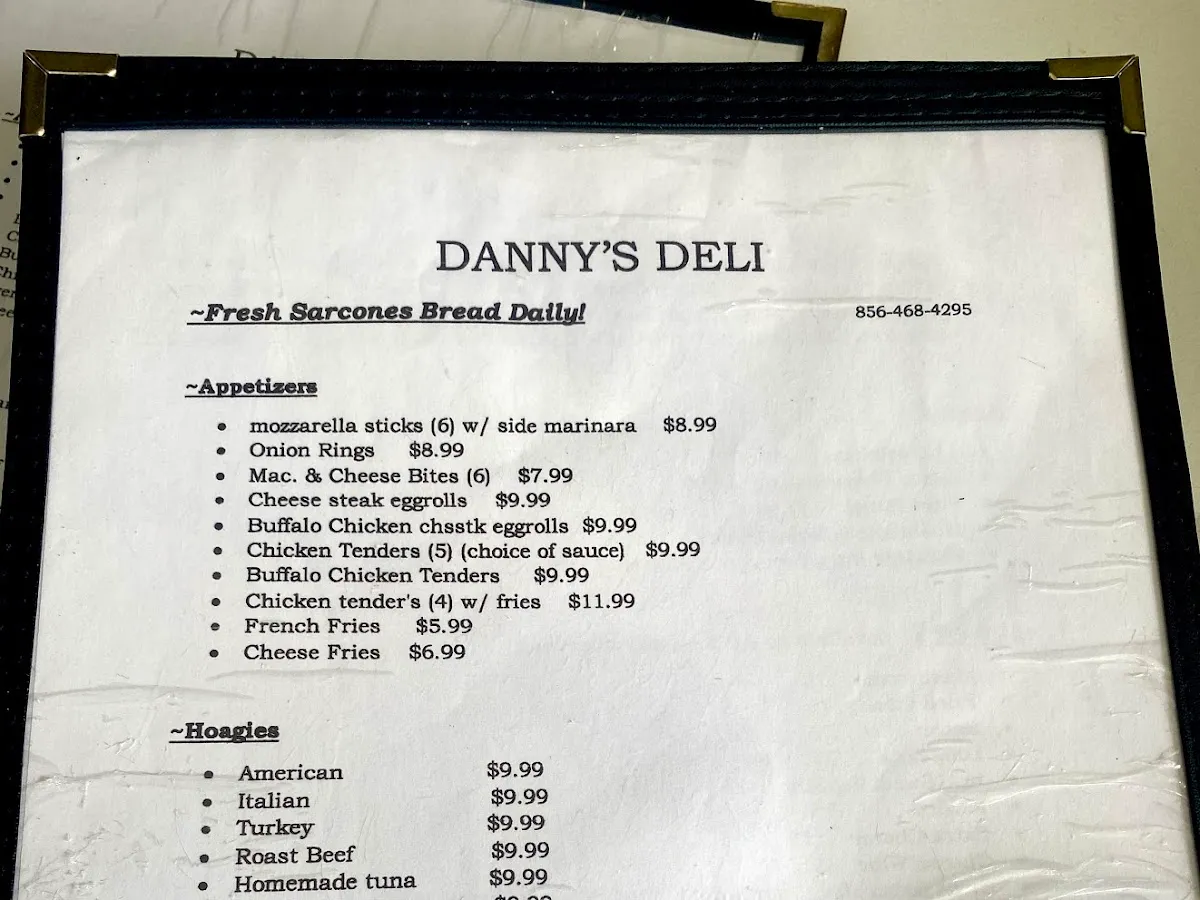 DANNY'S DELI
~Fresh Sarcones Bread Daily!
856-468-4295
~Appetizers
• mozzarella sticks (6) w/ side marinara $8.99
• Onion Rings $8.99
• Mac. & Cheese Bites (6) $7.99
• Cheese steak eggrolls $9.99
• Buffalo Chicken chsstk eggrolls $9.99
• Chicken Tenders (5) (choice of sauce) $9.99
• Buffalo Chicken Tenders $9.99
• Chicken tender's (4) w/ fries $11.99
• French Fries $5.99
• Cheese Fries $6.99
~Hoagies
• American $9.99
• Italian $9.99
• Turkey $9.99
• Roast Beef $9.99
• Homemade tuna $9.99